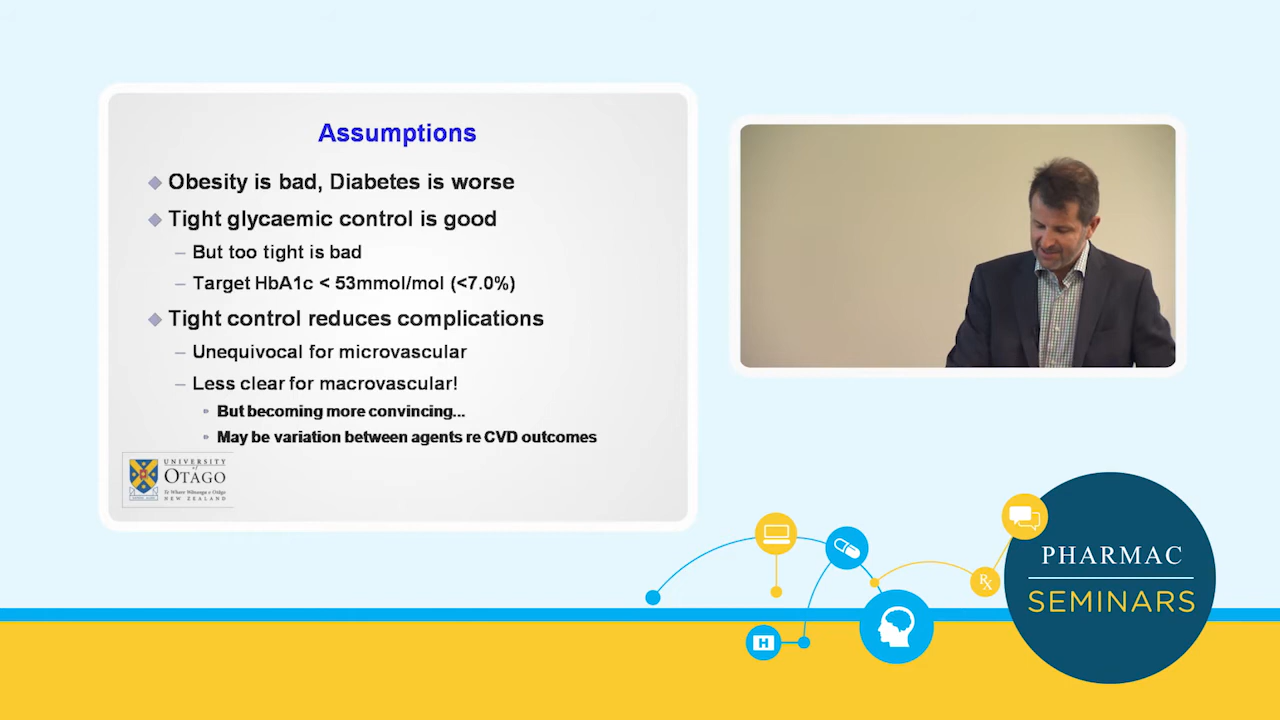 Assumptions
Obesity is bad, Diabetes is worse
Tight glycaemic control is good
– But too tight is bad
– Target HbA1c < 53mmol/mol (<7.0%)
Tight control reduces complications
– Unequivocal for microvascular
– Less clear for macrovascular!
But becoming more convincing...
May be variation between agents re CVD outcomes
UNIVERSITY
of
OTAGO
Te Whare Wānanga o Otāgo
NEW ZEALAND
Rx
H
PHARMAC
SEMINARS